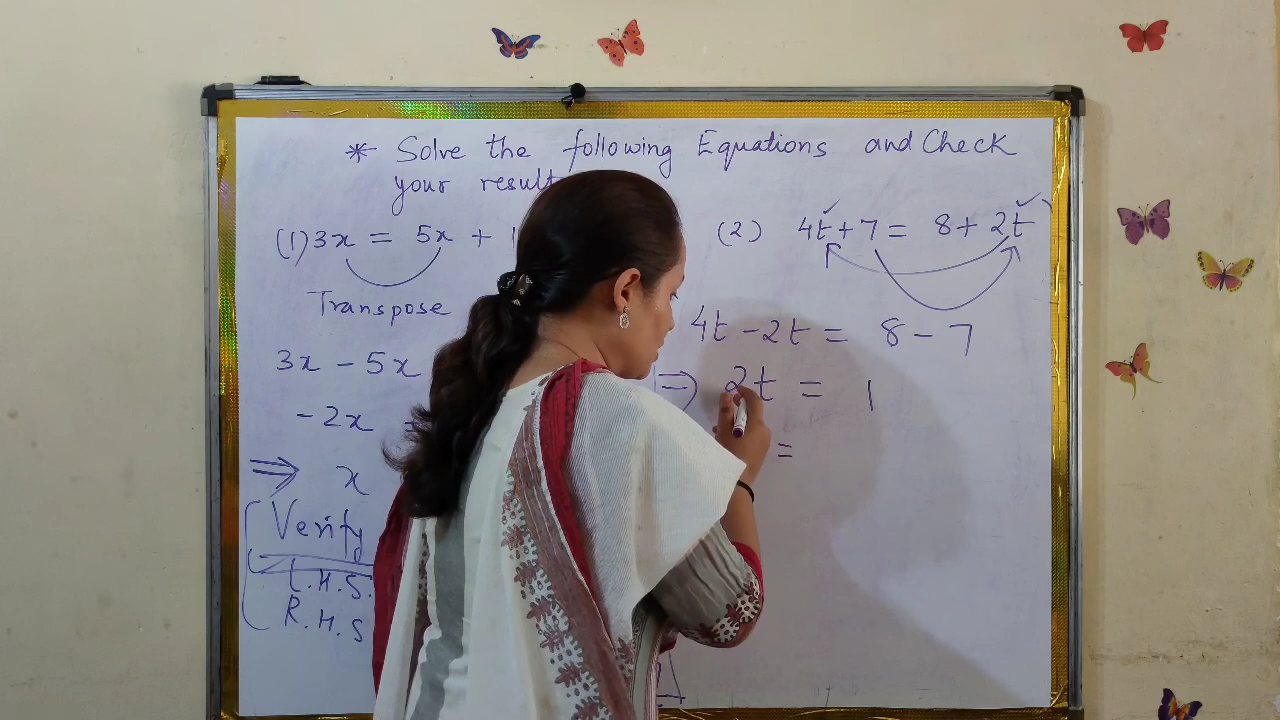 * Solve the following Equations and Check
your result
(1) 3x = 5x + 1
Transpose
3x - 5x
-2x =
⇒ x
Verify
L.H.S.
R.H.S
(2) 4t + 7 = 8 + 2t
4t - 2t = 8 - 7
⇒ 2t = 1
=